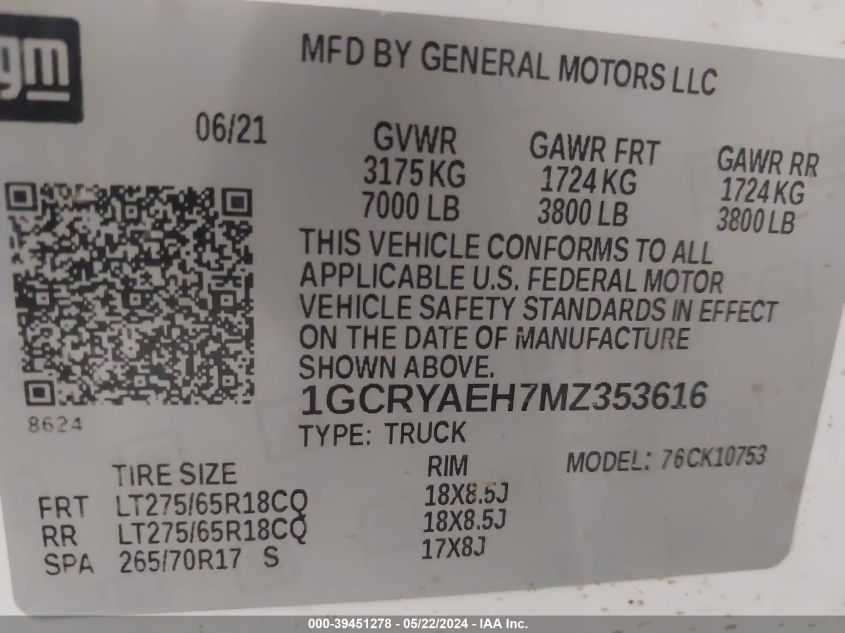 gm
MFD BY GENERAL MOTORS LLC
06/21
GVWR GAWR FRT GAWR RR
3175 KG 1724 KG 1724 KG
7000 LB 3800 LB 3800 LB
THIS VEHICLE CONFORMS TO ALL
APPLICABLE U.S. FEDERAL MOTOR
VEHICLE SAFETY STANDARDS IN EFFECT
ON THE DATE OF MANUFACTURE
SHOWN ABOVE.
1GCRYAEH7MZ353616
8624
TYPE: TRUCK
MODEL: 76CK10753
TIRE SIZE RIM
FRT LT275/65R18CQ 18X8.5J
RR LT275/65R18CQ 18X8.5J
SPA 265/70R17 S 17X8J
000-39451278 - 05/22/2024 - IAA Inc.